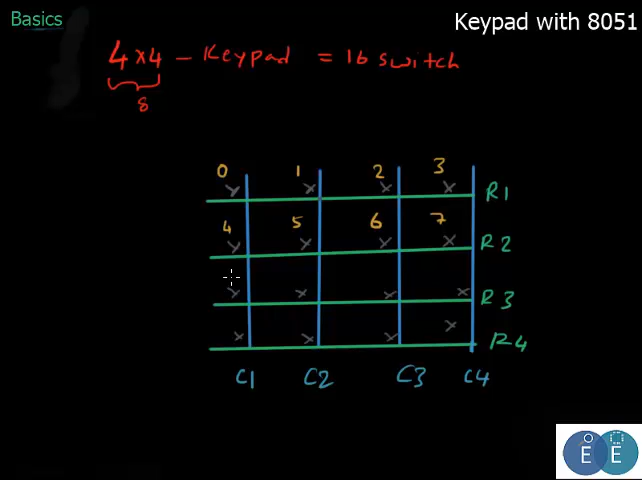 Basics
Keypad with 8051
4x4 - Keypad = 16 switch
8
0 1 2 3
R1
4 5 6 7
R2
R3
R4
C1 C2 C3 C4
E E